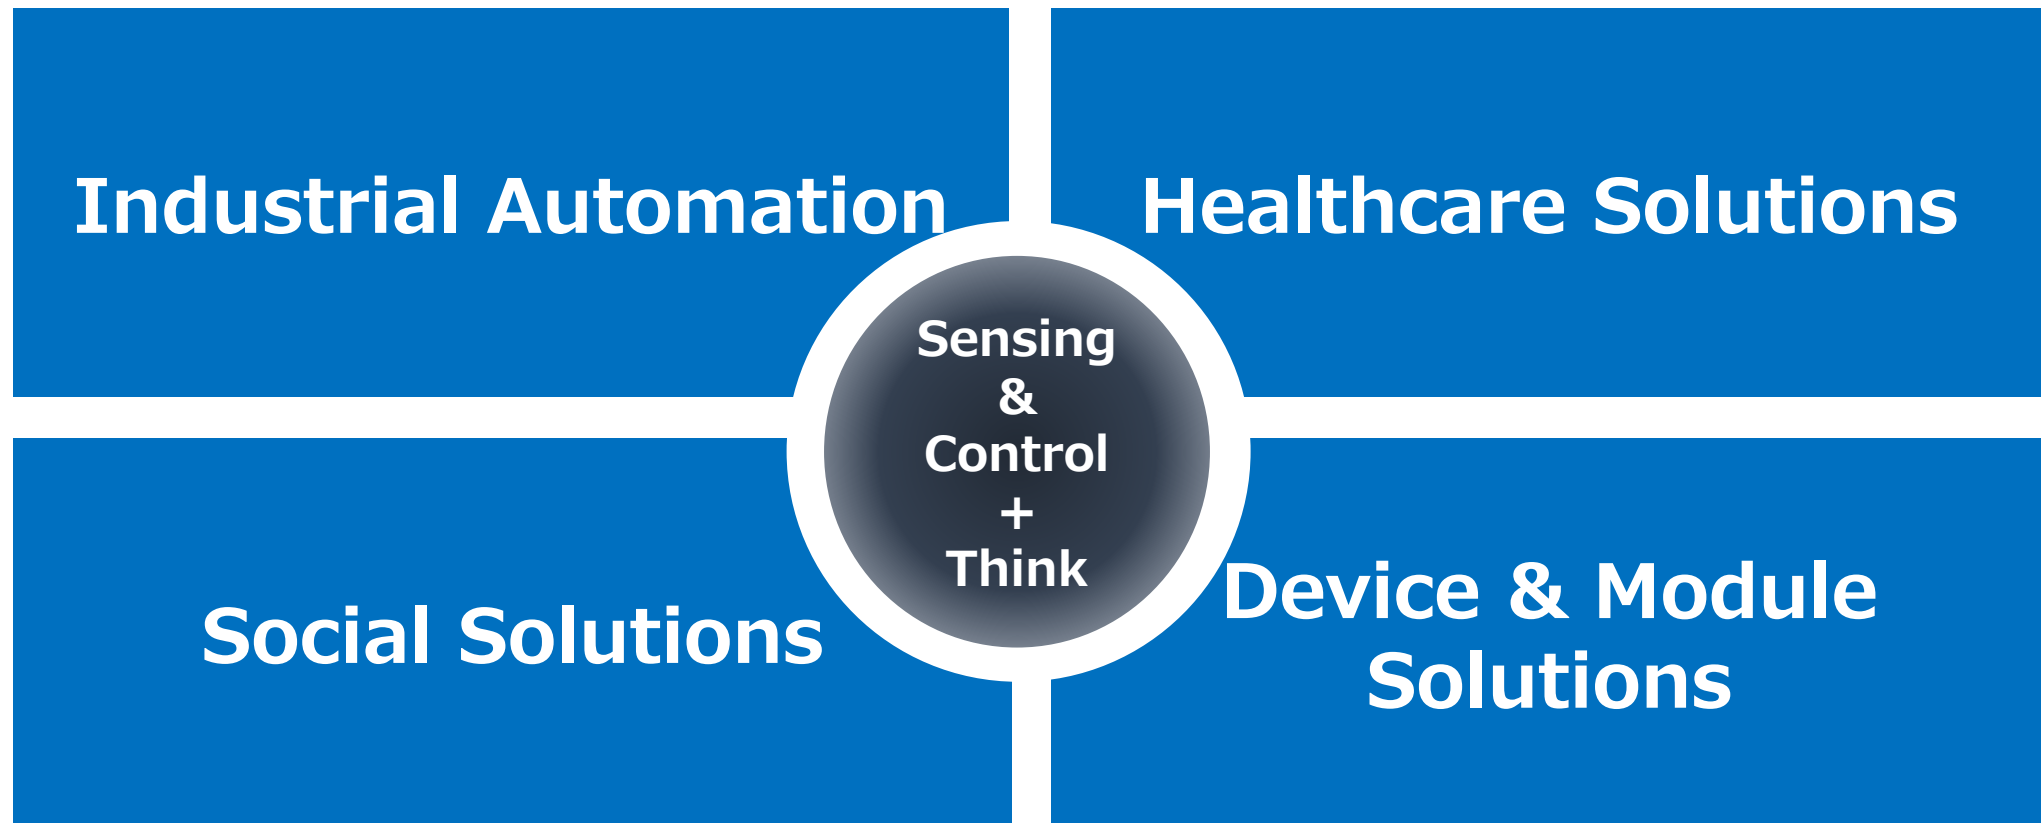 Industrial Automation
Healthcare Solutions
Sensing
&
Control
+
Think
Social Solutions
Device & Module
Solutions